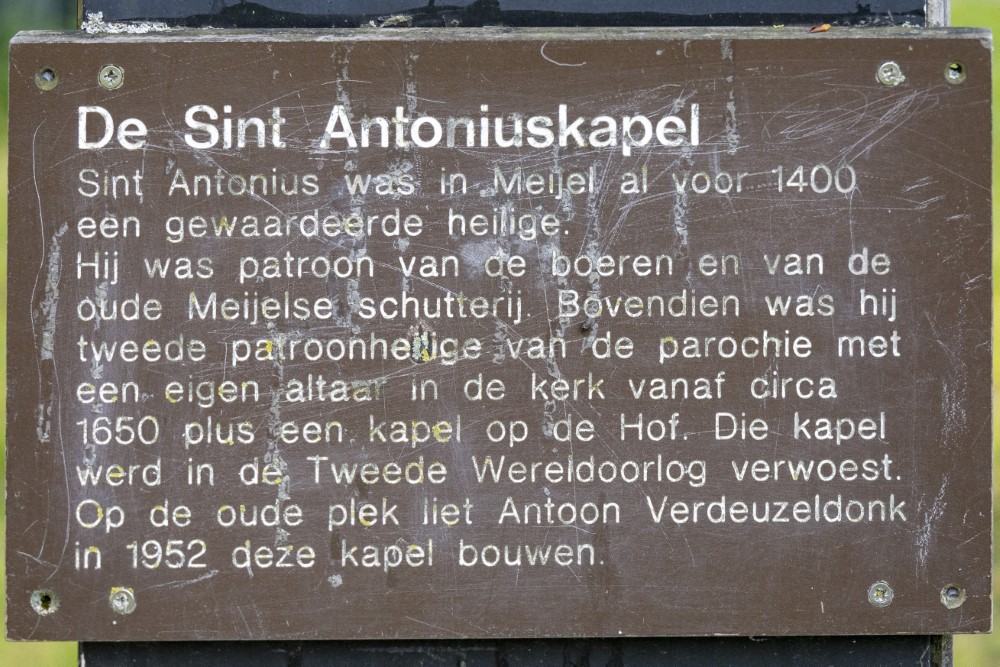 De Sint Antoniuskapel
Sint Antonius was in Meijel al voor 1400
een gewaardeerde heilige.
Hij was patroon van de boeren en van de
oude Meijelse schutterij. Bovendien was hij
tweede patroonheilige van de parochie met
een eigen altaar in de kerk vanaf circa
1650 plus een kapel op de Hof. Die kapel
werd in de Tweede Wereldoorlog verwoest.
Op de oude plek liet Antoon Verdeuzeldonk
in 1952 deze kapel bouwen.